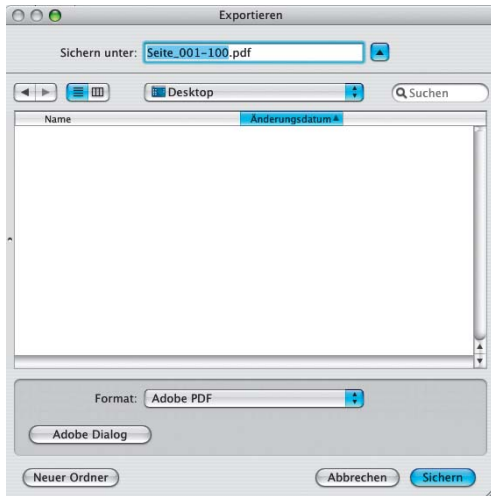 Exportieren
Sichern unter: Seite_001-100.pdf
Desktop Suchen
Name Änderungsdatum
Format: Adobe PDF
Adobe Dialog
Neuer Ordner Abbrechen Sichern